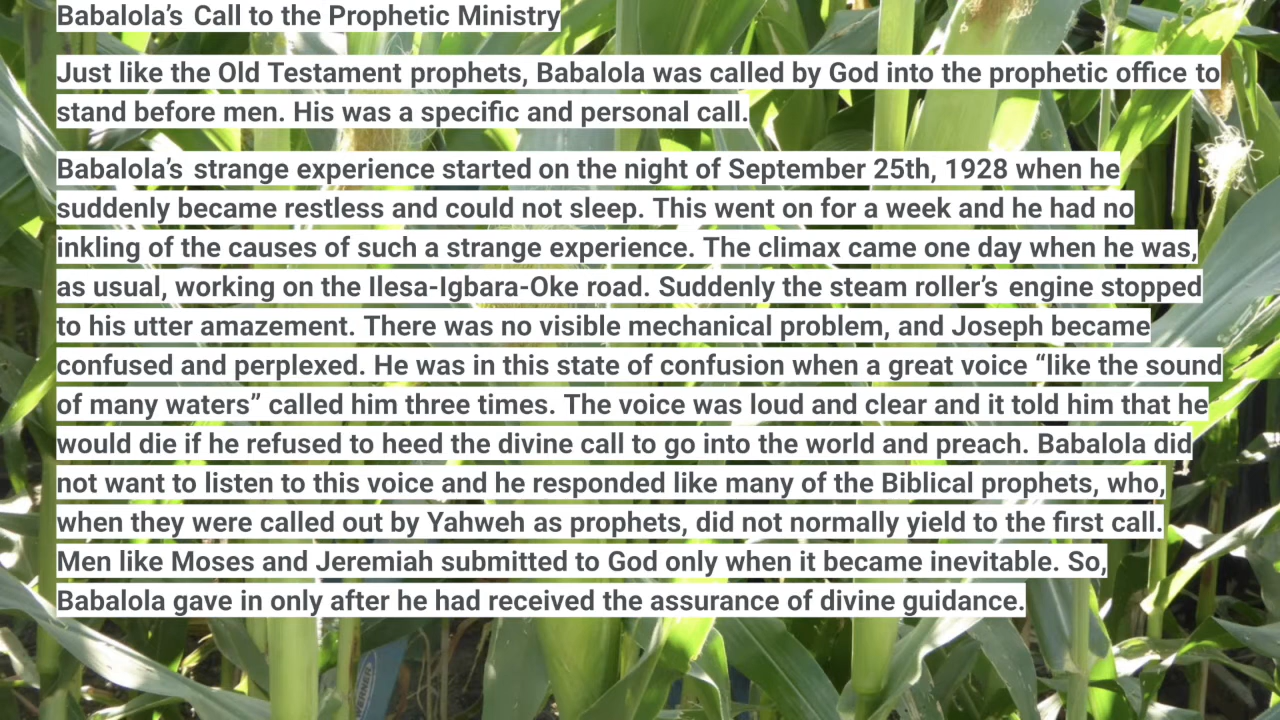 Babalola’s Call to the Prophetic Ministry
Just like the Old Testament prophets, Babalola was called by God into the prophetic office to
stand before men. His was a specific and personal call.
Babalola’s strange experience started on the night of September 25th, 1928 when he
suddenly became restless and could not sleep. This went on for a week and he had no
inkling of the causes of such a strange experience. The climax came one day when he was,
as usual, working on the Ilesa-Igbara-Oke road. Suddenly the steam roller’s engine stopped
to his utter amazement. There was no visible mechanical problem, and Joseph became
confused and perplexed. He was in this state of confusion when a great voice “like the sound
of many waters” called him three times. The voice was loud and clear and it told him that he
would die if he refused to heed the divine call to go into the world and preach. Babalola did
not want to listen to this voice and he responded like many of the Biblical prophets, who,
when they were called out by Yahweh as prophets, did not normally yield to the first call.
Men like Moses and Jeremiah submitted to God only when it became inevitable. So,
Babalola gave in only after he had received the assurance of divine guidance.